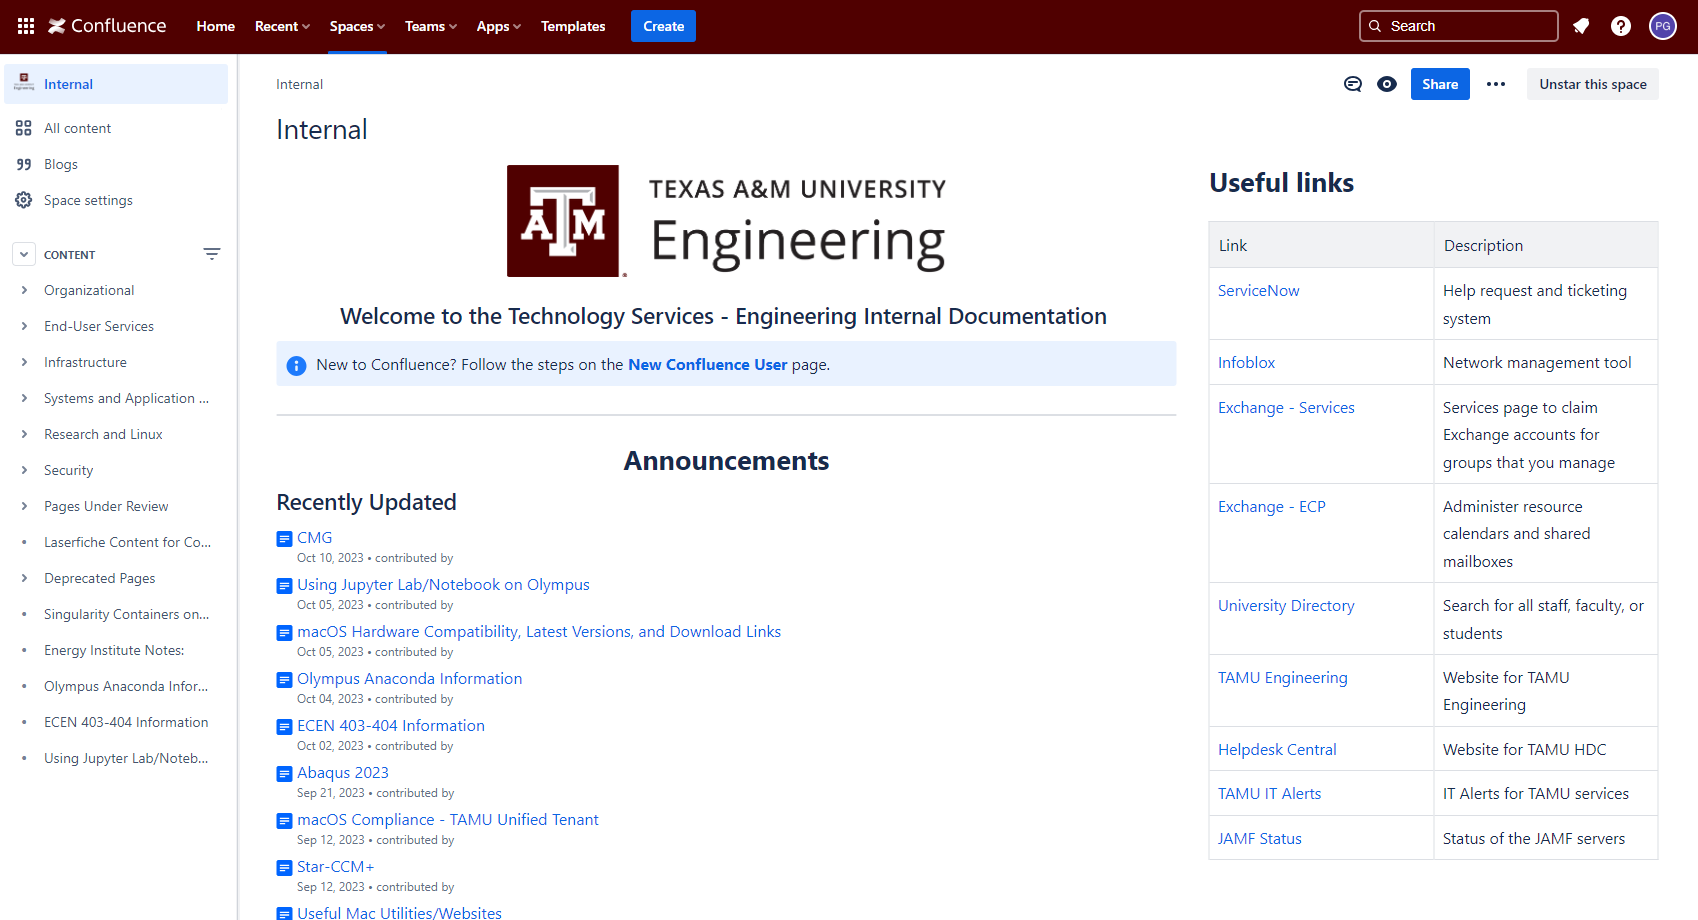 Confluence
Home
Recent
Spaces
Teams
Apps
Templates
Create
Search
PG
Engineering
Internal
All content
Blogs
Space settings
CONTENT
Organizational
End-User Services
Infrastructure
Systems and Application ...
Research and Linux
Security
Pages Under Review
Laserfiche Content for Co...
Deprecated Pages
Singularity Containers on...
Energy Institute Notes:
Olympus Anaconda Infor...
ECEN 403-404 Information
Using Jupyter Lab/Noteb...
Internal
Share
Unstar this space
Internal
ATM
TEXAS A&M UNIVERSITY
Engineering
Welcome to the Technology Services - Engineering Internal Documentation
New to Confluence? Follow the steps on the New Confluence User page.
Announcements
Recently Updated
CMG
Oct 10, 2023 • contributed by
Using Jupyter Lab/Notebook on Olympus
Oct 05, 2023 • contributed by
macOS Hardware Compatibility, Latest Versions, and Download Links
Oct 05, 2023 • contributed by
Olympus Anaconda Information
Oct 04, 2023 • contributed by
ECEN 403-404 Information
Oct 02, 2023 • contributed by
Abaqus 2023
Sep 21, 2023 • contributed by
macOS Compliance - TAMU Unified Tenant
Sep 12, 2023 • contributed by
Star-CCM+
Sep 12, 2023 • contributed by
Useful Mac Utilities/Websites
Useful links
Link
Description
ServiceNow
Help request and ticketing
system
Infoblox
Network management tool
Exchange - Services
Services page to claim
Exchange accounts for
groups that you manage
Exchange - ECP
Administer resource
calendars and shared
mailboxes
University Directory
Search for all staff, faculty, or
students
TAMU Engineering
Website for TAMU
Engineering
Helpdesk Central
Website for TAMU HDC
TAMU IT Alerts
IT Alerts for TAMU services
JAMF Status
Status of the JAMF servers